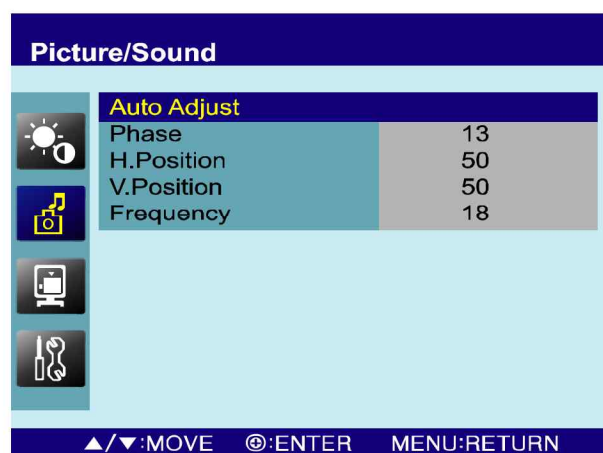 Picture/Sound
Auto Adjust
Phase 13
H.Position 50
V.Position 50
Frequency 18
▲/▼:MOVE ⊕:ENTER MENU:RETURN